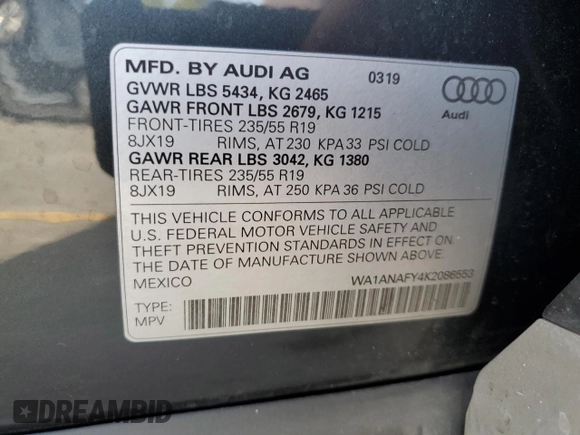 MFD. BY AUDI AG 0319
GVWR LBS 5434, KG 2465
GAWR FRONT LBS 2679, KG 1215
FRONT-TIRES 235/55 R19
8JX19 RIMS, AT 230 KPA 33 PSI COLD
GAWR REAR LBS 3042, KG 1380
REAR-TIRES 235/55 R19
8JX19 RIMS, AT 250 KPA 36 PSI COLD
Audi
THIS VEHICLE CONFORMS TO ALL APPLICABLE
U.S. FEDERAL MOTOR VEHICLE SAFETY AND
THEFT PREVENTION STANDARDS IN EFFECT ON
THE DATE OF MANUFACTURE SHOWN ABOVE.
MEXICO WA1ANAFY4K2086553
TYPE:
MPV
DREAMBID